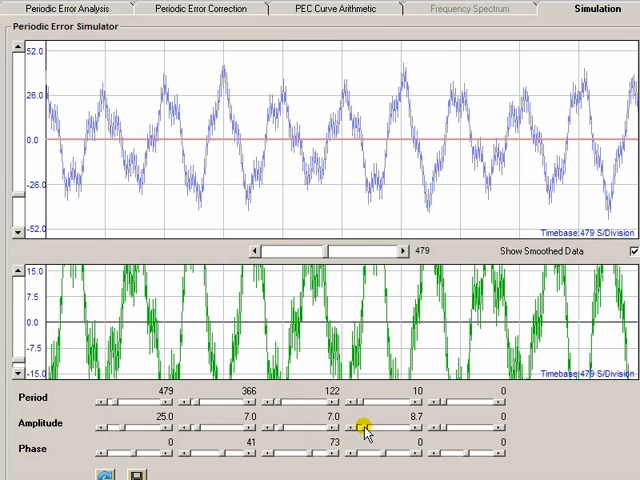 Periodic Error Analysis Periodic Error Correction PEC Curve Arithmetic Frequency Spectrum Simulation
Periodic Error Simulator
52.0
26.0
0.0
-26.0
-52.0
Timebase:479 S/Division
479 Show Smoothed Data
15.0
7.5
0.0
-7.5
-15.0
Timebase:479 S/Division
Period 479 366 122 10 0
Amplitude 25.0 7.0 7.0 8.7 0
Phase 0 41 73 0 0